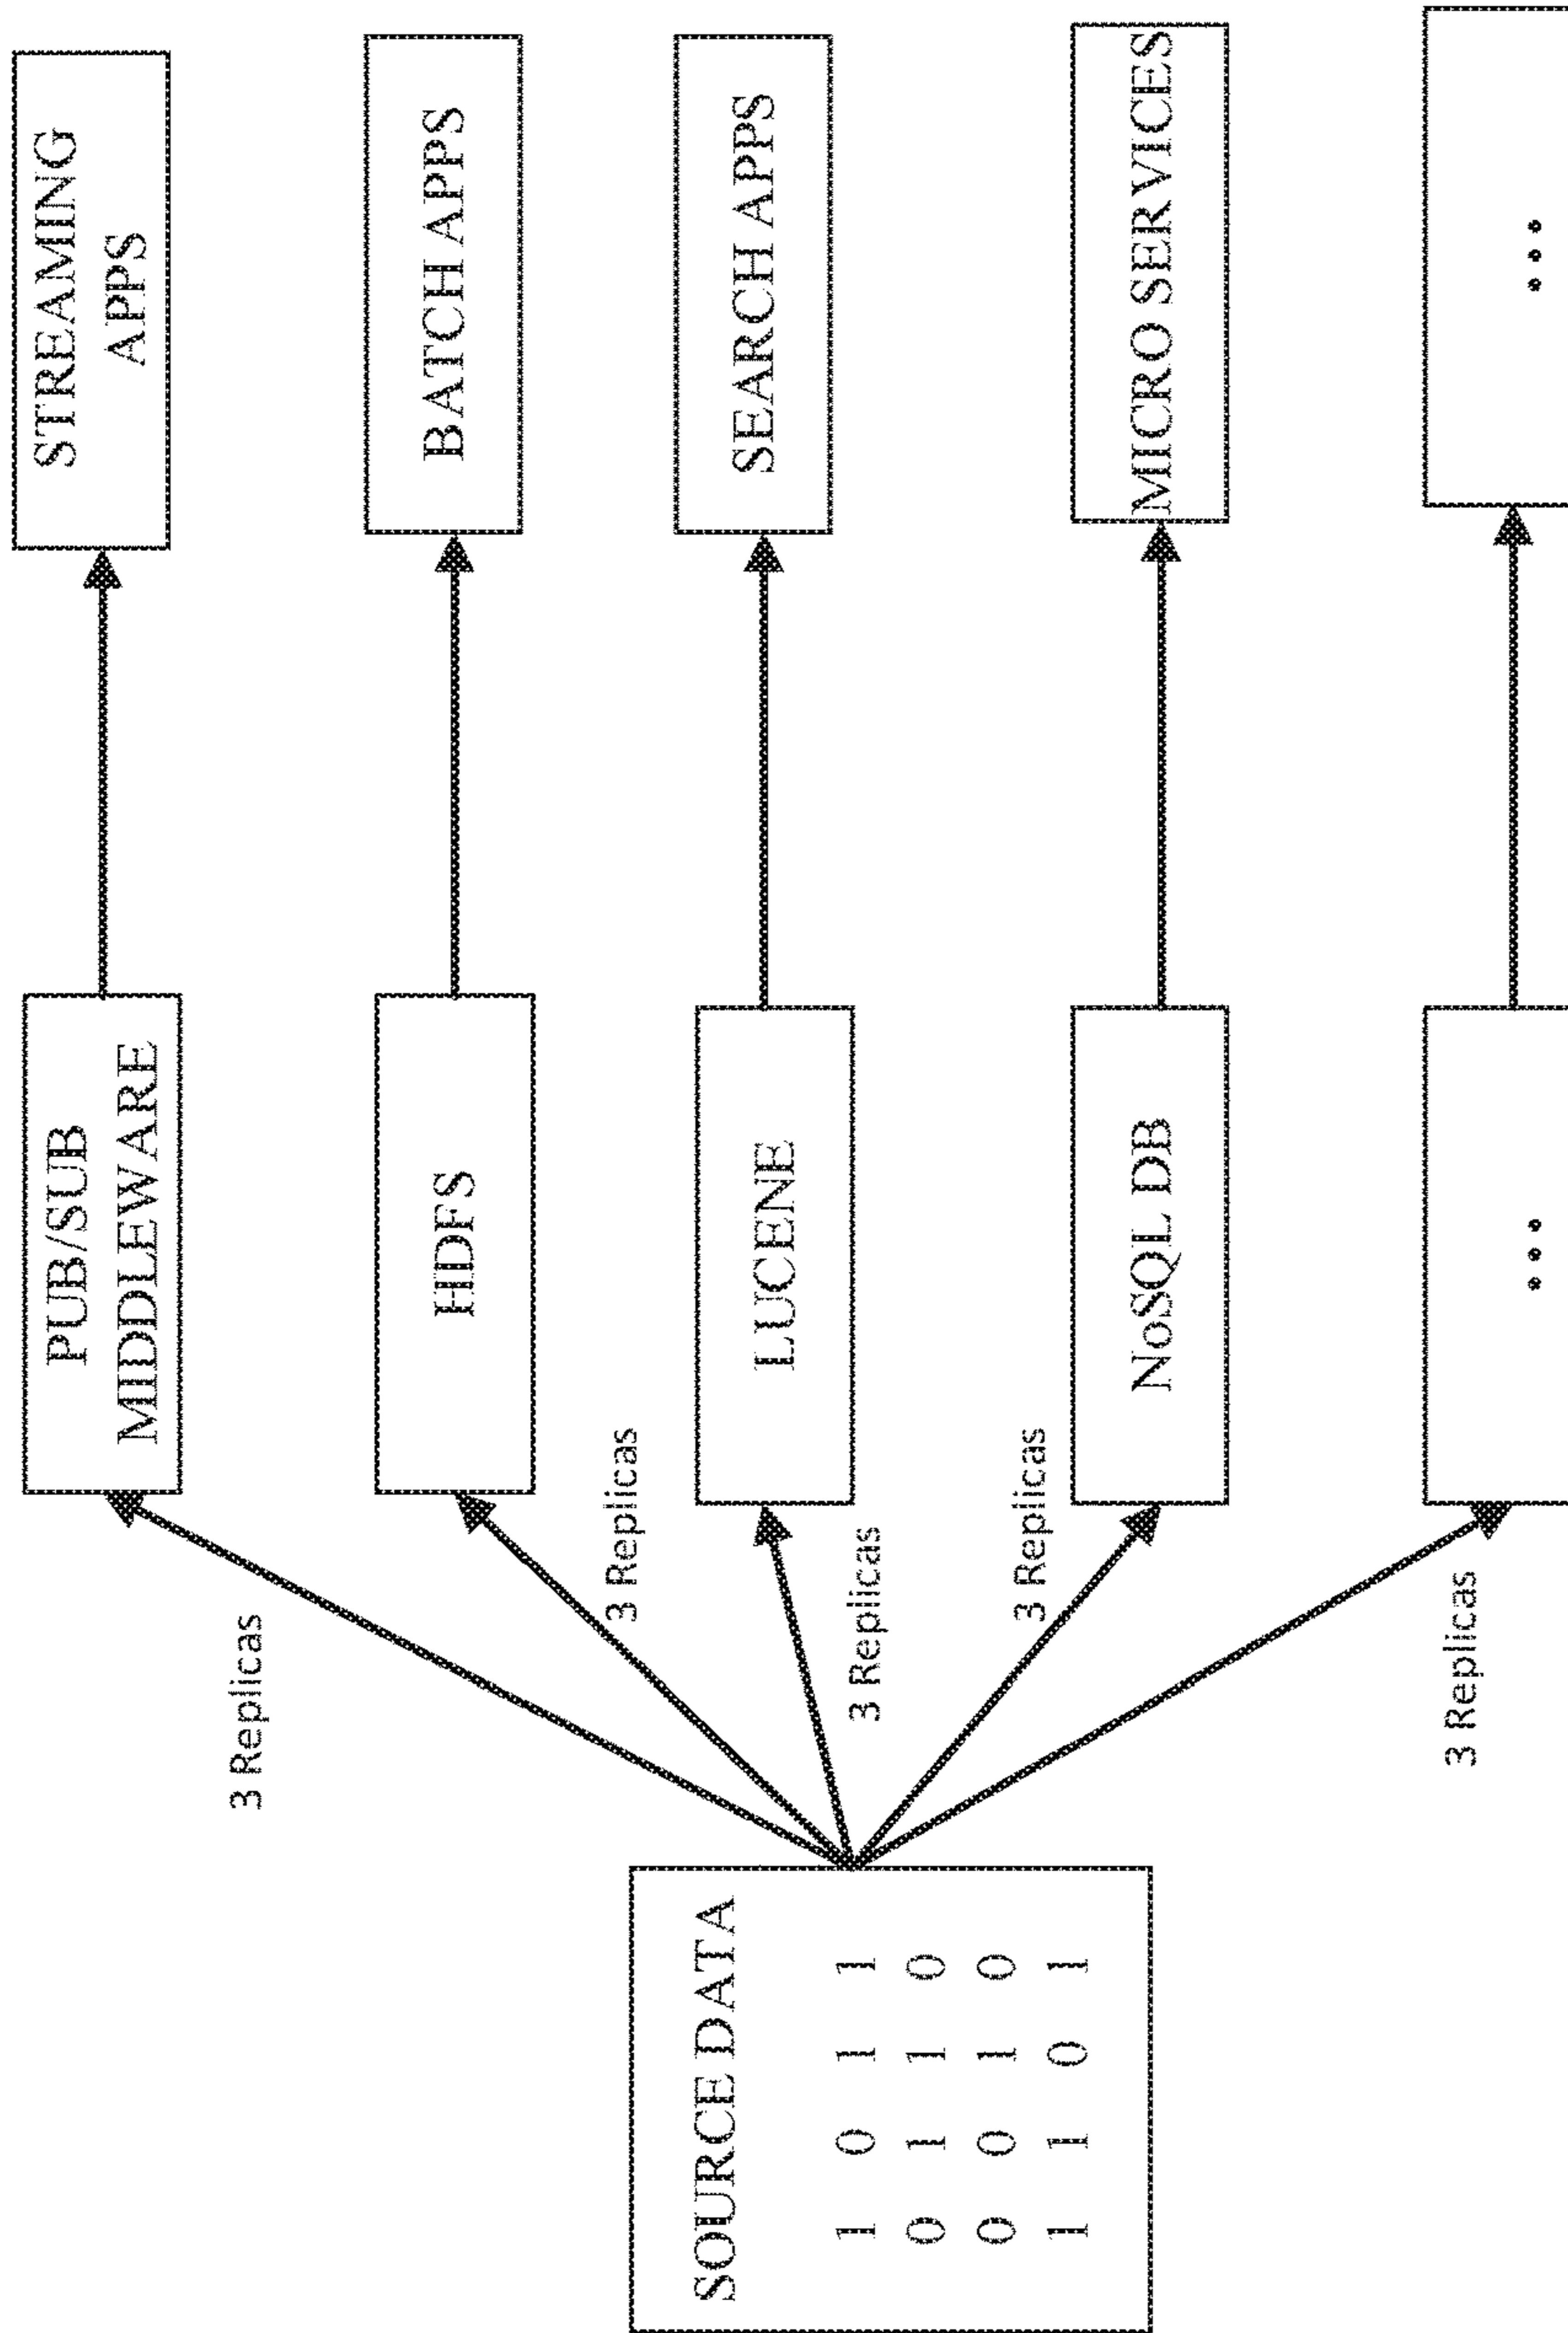 SOURCE DATA
1 0 1 1
0 1 1 0
0 0 1 0
1 1 0 1
3 Replicas
3 Replicas
3 Replicas
3 Replicas
3 Replicas
PUB/SUB
MIDDLEWARE
HDFS
LUCENE
NoSQL DB
...
STREAMING
APPS
BATCH APPS
SEARCH APPS
MICRO SERVICES
...